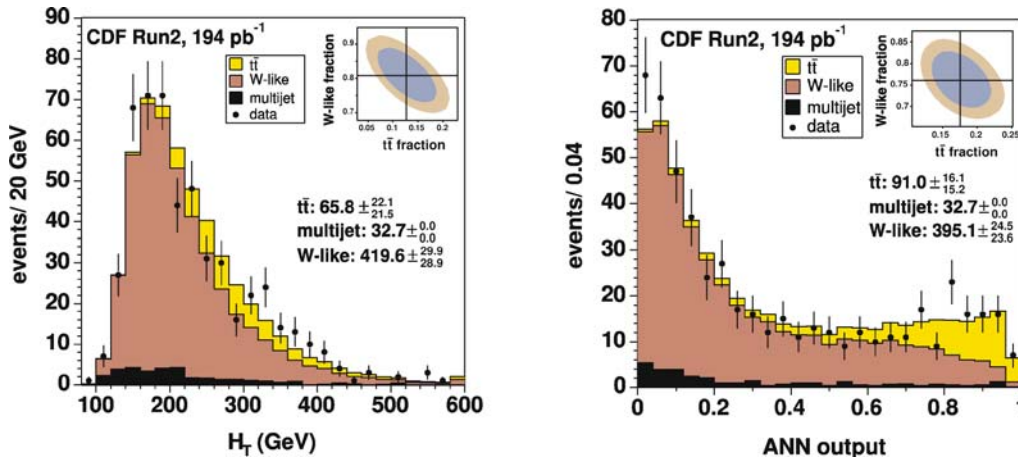 CDF Run2, 194 pb⁻¹
tt̄
W-like
multijet
data
W-like fraction
0.9
0.8
0.7
0.05 0.1 0.15 0.2
tt̄ fraction
tt̄: 65.8 ± 22.1 21.5
multijet: 32.7 ± 0.0 0.0
W-like: 419.6 ± 29.9 28.9
events/ 20 GeV
90
80
70
60
50
40
30
20
10
0
100 200 300 400 500 600
H_T (GeV)
CDF Run2, 194 pb⁻¹
tt̄
W-like
multijet
data
W-like fraction
0.85
0.8
0.75
0.7
0.15 0.2 0.25
tt̄ fraction
tt̄: 91.0 ± 16.1 15.2
multijet: 32.7 ± 0.0 0.0
W-like: 395.1 ± 24.5 23.6
events/ 0.04
80
70
60
50
40
30
20
10
0
0 0.2 0.4 0.6 0.8 1
ANN output